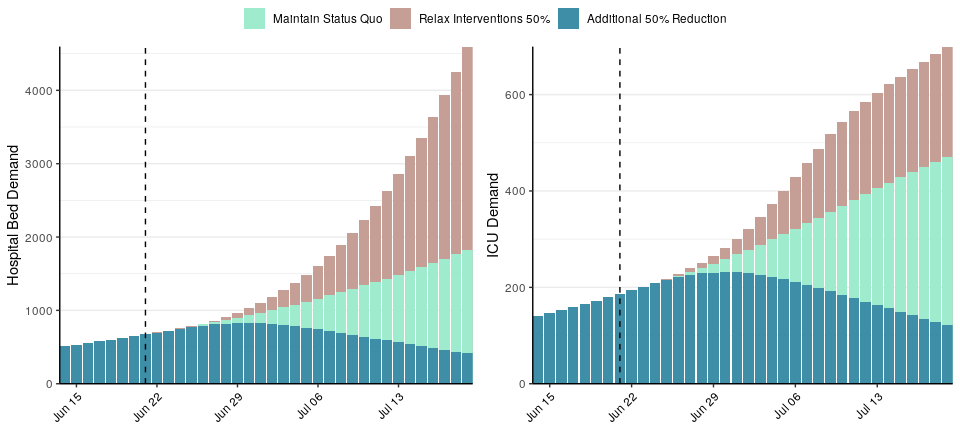 Maintain Status Quo Relax Interventions 50% Additional 50% Reduction
Hospital Bed Demand
4000
3000
2000
1000
0
Jun 15 Jun 22 Jun 29 Jul 06 Jul 13
ICU Demand
600
400
200
0
Jun 15 Jun 22 Jun 29 Jul 06 Jul 13